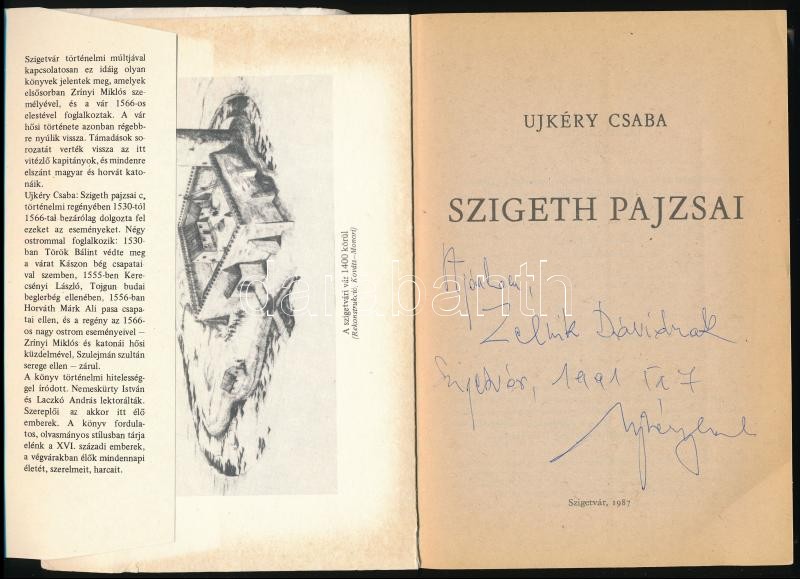 Szigetvár történelmi múltjával
kapcsolatosan ez idáig olyan
könyvek jelentek meg, amelyek
elsősorban Zrínyi Miklós sze-
mélyével, és a vár 1566-os
elestével foglalkoztak. A vár
hősi története azonban régebb-
re nyúlik vissza. Támadások so-
rozatát verték vissza az itt
vitézlő kapitányok, és mindenre
elszánt magyar és horvát kato-
náik.
Ujkéry Csaba: Szigeth pajzsai c,
történelmi regényében 1530-tól
1566-tal bezárólag dolgozta fel
ezeket az eseményeket. Négy
ostrommal foglalkozik: 1530-
ban Török Bálint védte meg
a várat Kászon bég csapatai-
val szemben, 1555-ben Kere-
csényi László, Tojgun budai
beglerbég ellenében, 1556-ban
Horváth Márk Ali pasa csapa-
tai ellen, és a regény az 1566-
os nagy ostrom eseményeivel –
Zrínyi Miklós és katonái hősi
küzdelmével, Szulejmán szultán
serege ellen – zárul.
A könyv történelmi hitelesség-
gel íródott. Nemeskürty István
és Laczkó András lektorálták.
Szereplői az akkor itt élő
emberek. A könyv fordula-
tos, olvasmányos stílusban tárja
elénk a XVI. századi emberek,
a végvárakban élők mindennapi
életét, szerelmeit, harcait.
A szigetvári vár 1400 körül
(Rekonstrukció: Kováts–Monori)
UJKÉRY CSABA
SZIGETH PAJZSAI
Ajánlom,
Zelnik Dávidnak
Szigetvár, 1991
Szigetvár, 1987
darabanth